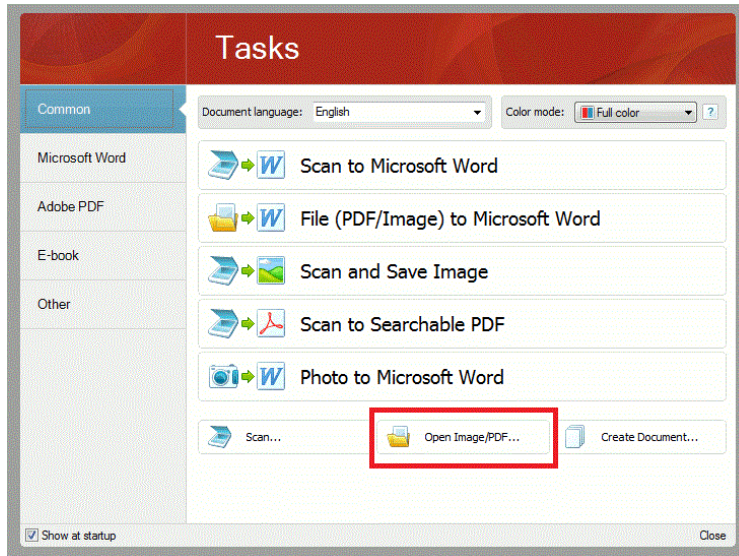 Tasks
Common
Document language: English
Color mode: Full color ?
Microsoft Word
Adobe PDF
E-book
Other
W Scan to Microsoft Word
W File (PDF/Image) to Microsoft Word
Scan and Save Image
Scan to Searchable PDF
W Photo to Microsoft Word
Scan... Open Image/PDF... Create Document...
Show at startup Close